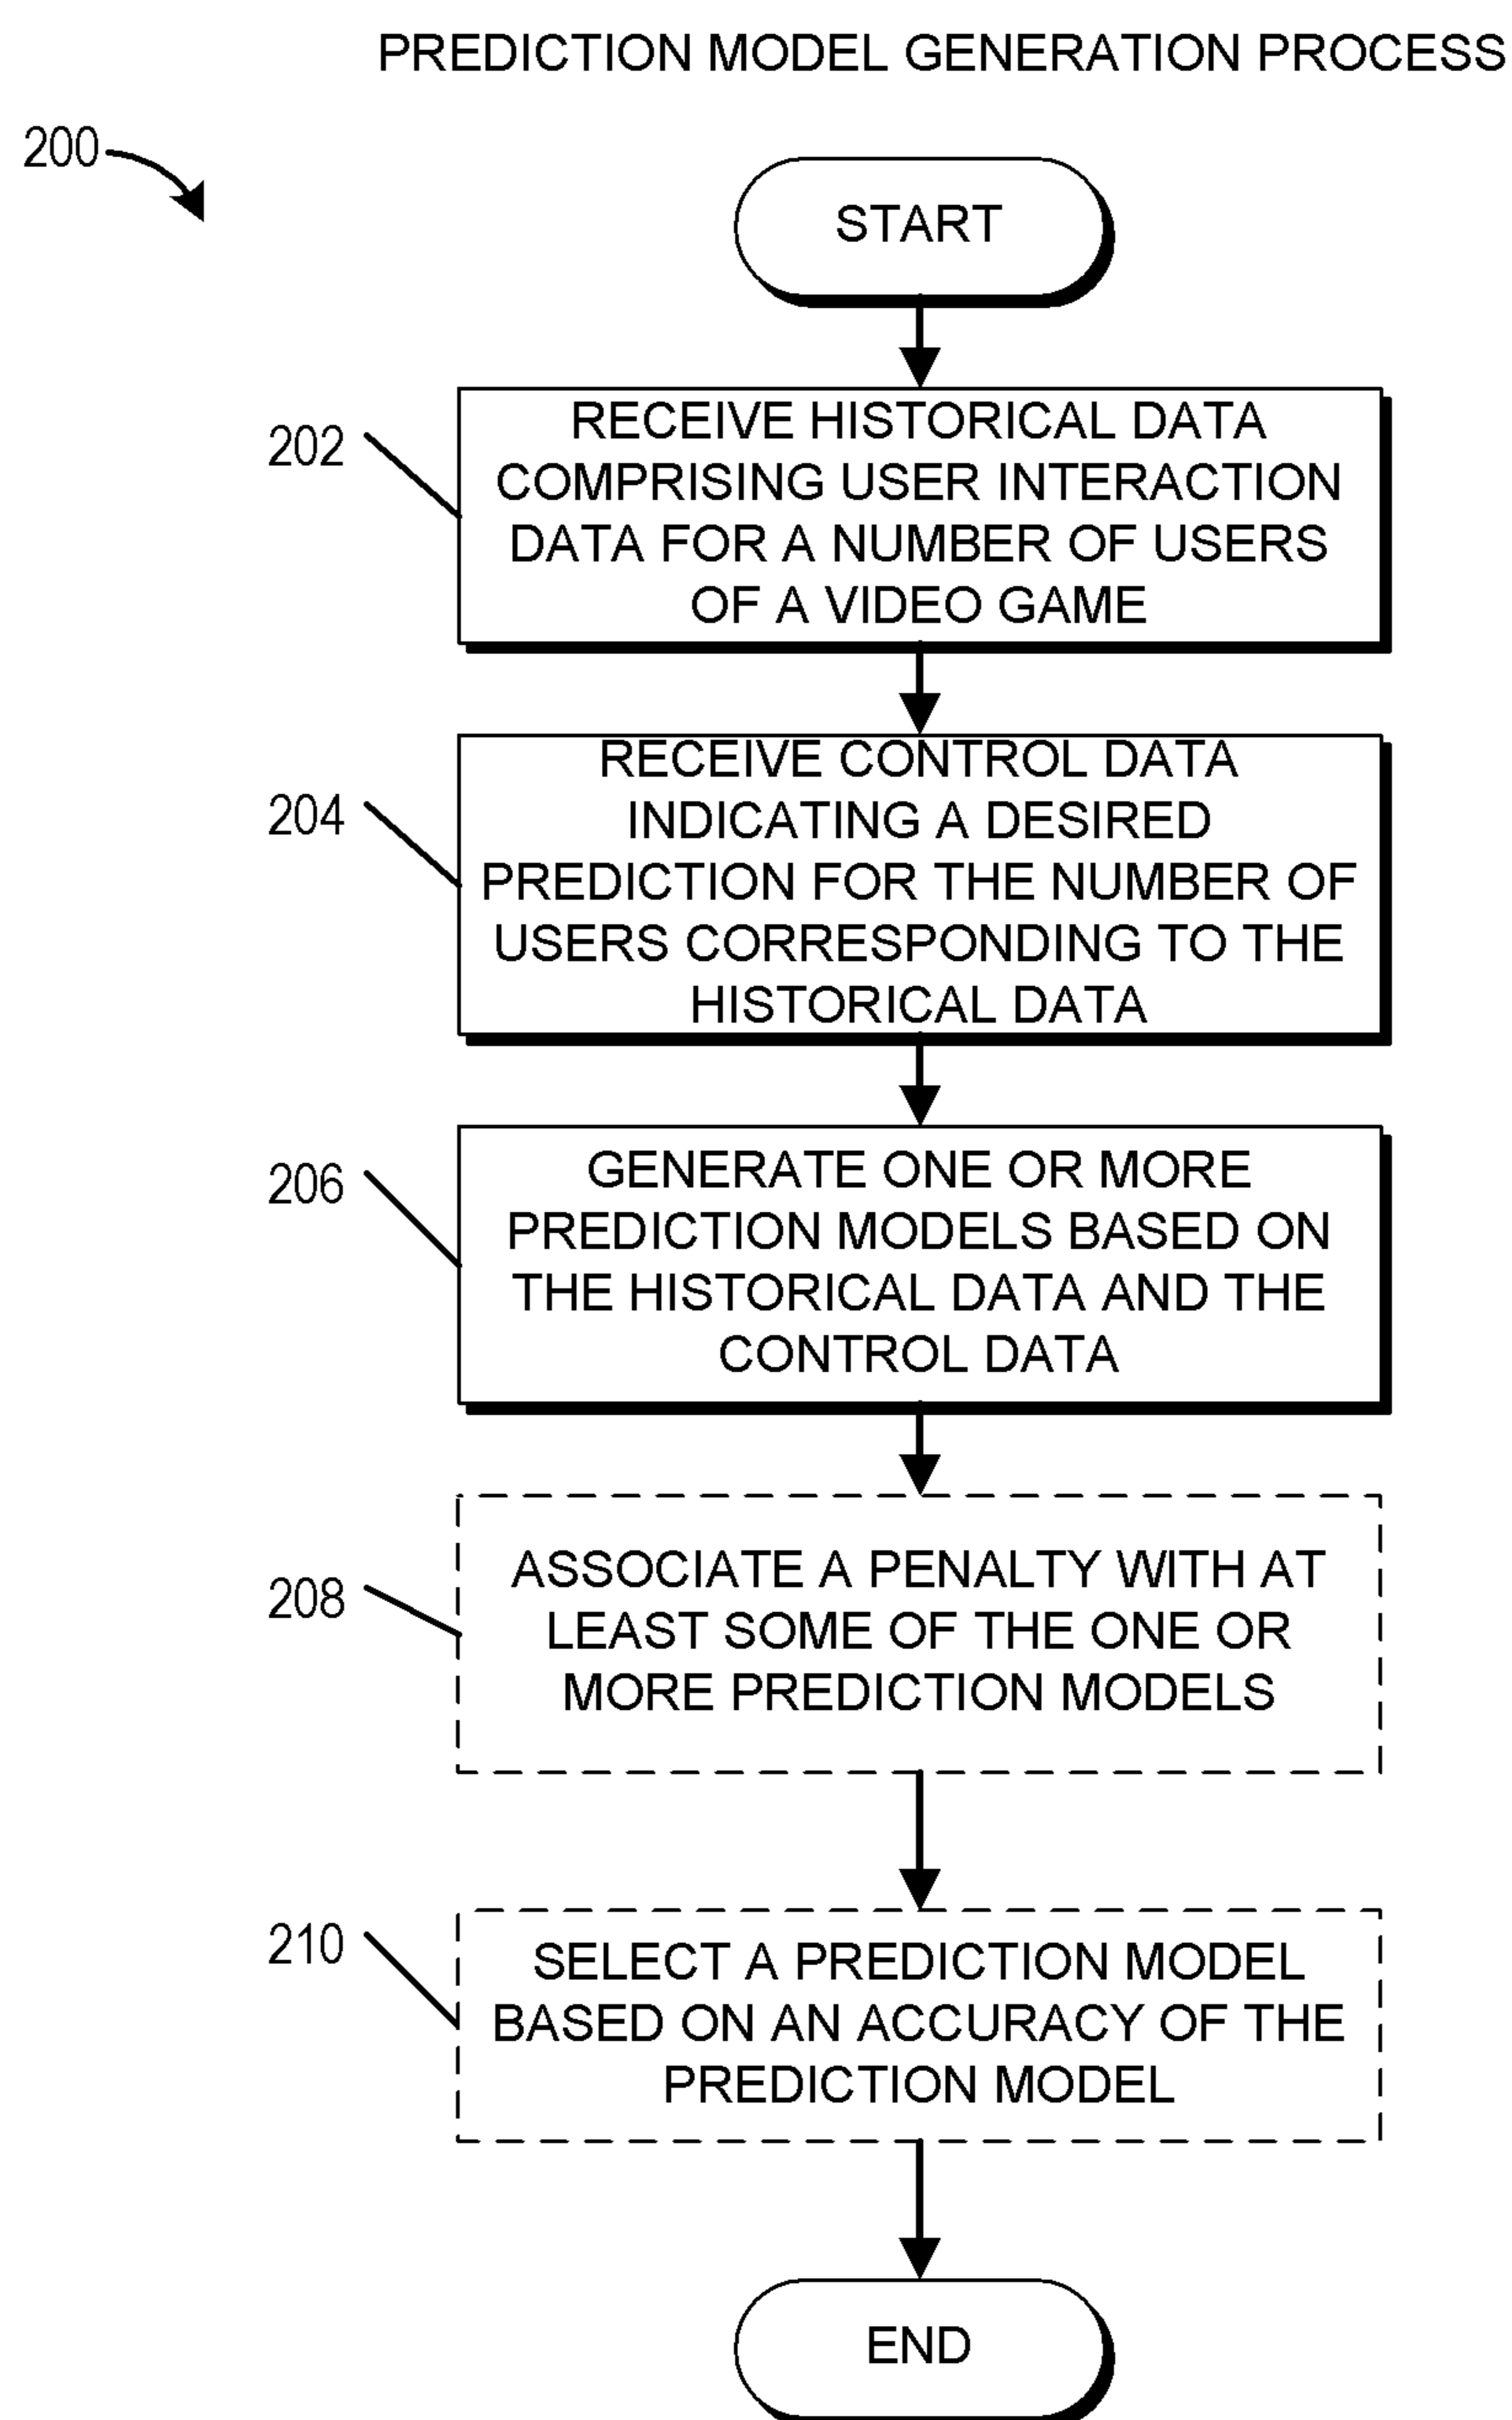 PREDICTION MODEL GENERATION PROCESS
200
START
202
RECEIVE HISTORICAL DATA
COMPRISING USER INTERACTION
DATA FOR A NUMBER OF USERS
OF A VIDEO GAME
204
RECEIVE CONTROL DATA
INDICATING A DESIRED
PREDICTION FOR THE NUMBER OF
USERS CORRESPONDING TO THE
HISTORICAL DATA
206
GENERATE ONE OR MORE
PREDICTION MODELS BASED ON
THE HISTORICAL DATA AND THE
CONTROL DATA
208
ASSOCIATE A PENALTY WITH AT
LEAST SOME OF THE ONE OR
MORE PREDICTION MODELS
210
SELECT A PREDICTION MODEL
BASED ON AN ACCURACY OF THE
PREDICTION MODEL
END